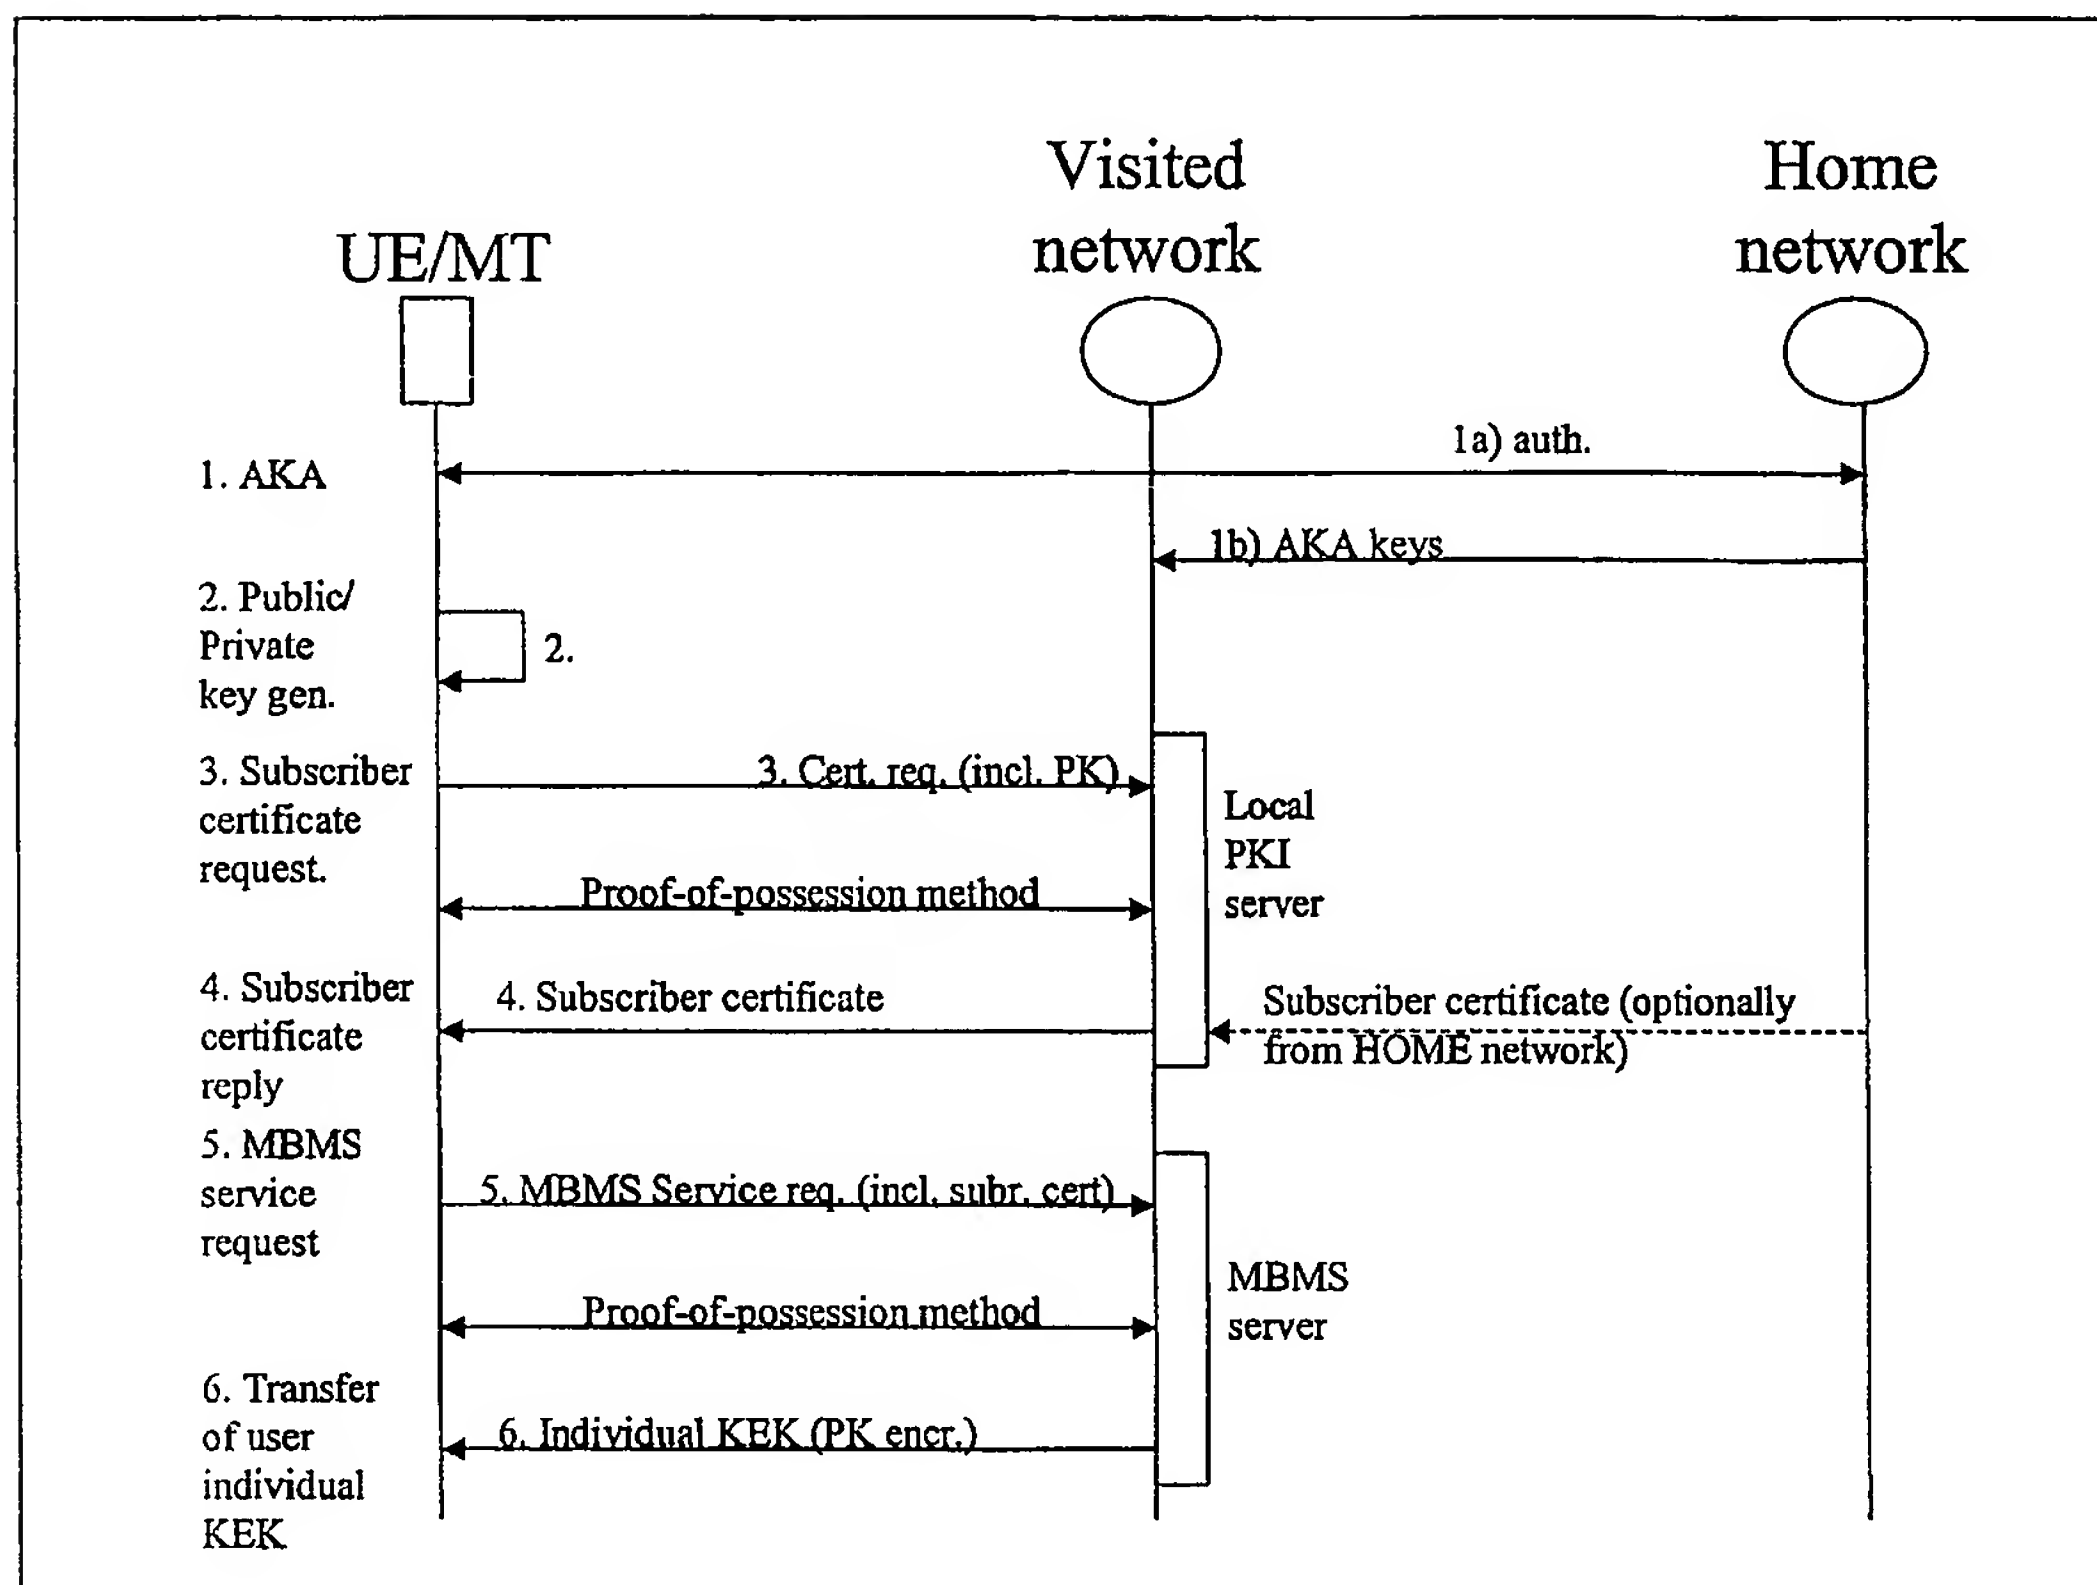 Visited
network
Home
network
UE/MT
1a) auth.
1. AKA
1b) AKA keys
2. Public/
Private
key gen.
2.
3. Subscriber
certificate
request.
3. Cert. req. (incl. PK)
Local
PKI
server
Proof-of-possession method
4. Subscriber
certificate
reply
4. Subscriber certificate
Subscriber certificate (optionally
from HOME network)
5. MBMS
service
request
5. MBMS Service req. (incl. subr. cert)
MBMS
server
Proof-of-possession method
6. Transfer
of user
individual
KEK
6. Individual KEK (PK encr.)